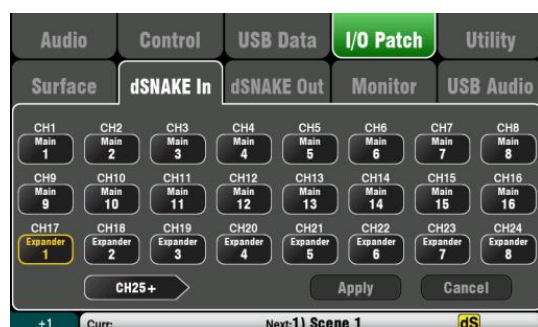 Audio Control USB Data I/O Patch Utility
Surface dSNAKE In dSNAKE Out Monitor USB Audio
CH1 CH2 CH3 CH4 CH5 CH6 CH7 CH8
Main Main Main Main Main Main Main Main
1 2 3 4 5 6 7 8
CH9 CH10 CH11 CH12 CH13 CH14 CH15 CH16
Main Main Main Main Main Main Main Main
9 10 11 12 13 14 15 16
CH17 CH18 CH19 CH20 CH21 CH22 CH23 CH24
Expander Expander Expander Expander Expander Expander Expander Expander
1 2 3 4 5 6 7 8
CH25+ Apply Cancel
+1 Curr: Next:1) Scene 1 dS